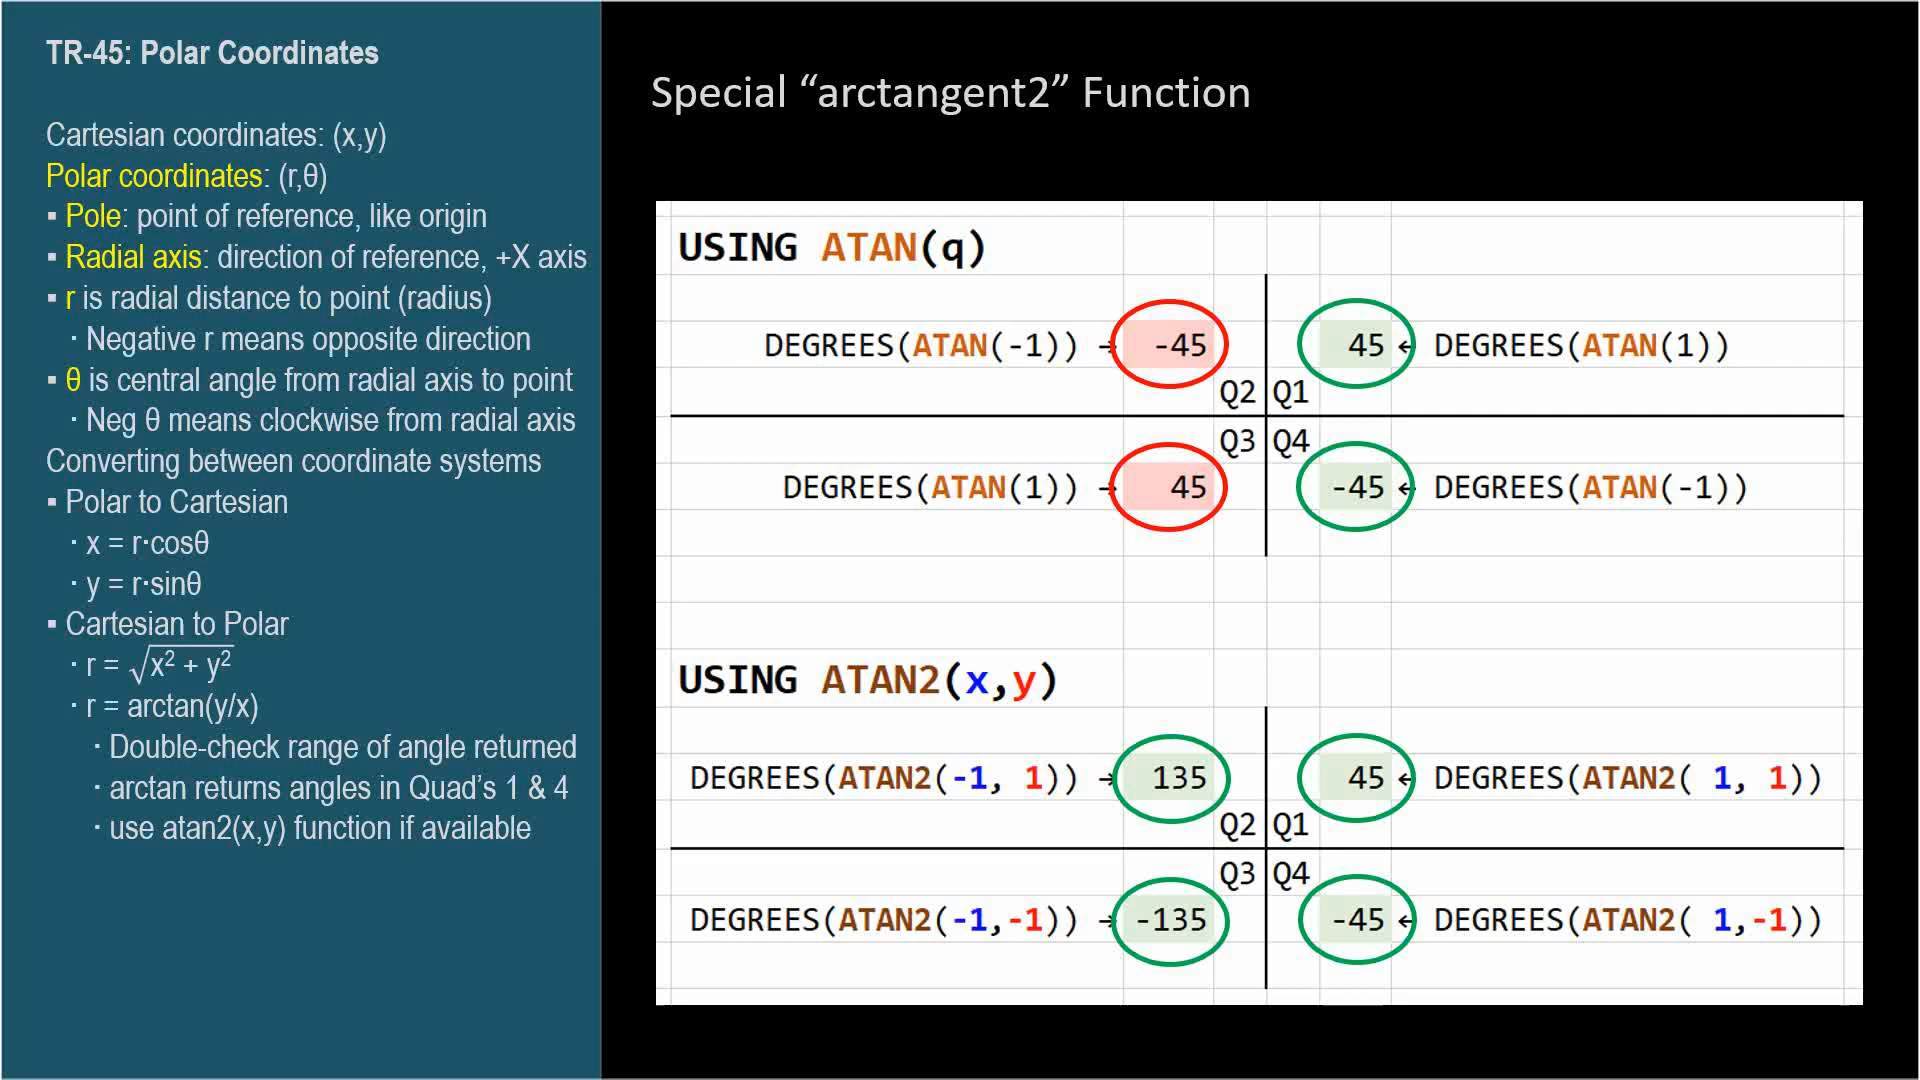 TR-45: Polar Coordinates
Cartesian coordinates: (x,y)
Polar coordinates: (r,θ)
▪ Pole: point of reference, like origin
▪ Radial axis: direction of reference, +X axis
▪ r is radial distance to point (radius)
· Negative r means opposite direction
▪ θ is central angle from radial axis to point
· Neg θ means clockwise from radial axis
Converting between coordinate systems
▪ Polar to Cartesian
· x = r·cosθ
· y = r·sinθ
▪ Cartesian to Polar
· r = √x² + y²
· r = arctan(y/x)
· Double-check range of angle returned
· arctan returns angles in Quad’s 1 & 4
· use atan2(x,y) function if available
Special “arctangent2” Function
USING ATAN(q)
DEGREES(ATAN(-1)) → -45 45 ← DEGREES(ATAN(1))
Q2 Q1
Q3 Q4
DEGREES(ATAN(1)) → 45 -45 ← DEGREES(ATAN(-1))
USING ATAN2(x,y)
DEGREES(ATAN2(-1, 1)) → 135 45 ← DEGREES(ATAN2( 1, 1))
Q2 Q1
Q3 Q4
DEGREES(ATAN2(-1,-1)) → -135 -45 ← DEGREES(ATAN2( 1,-1))